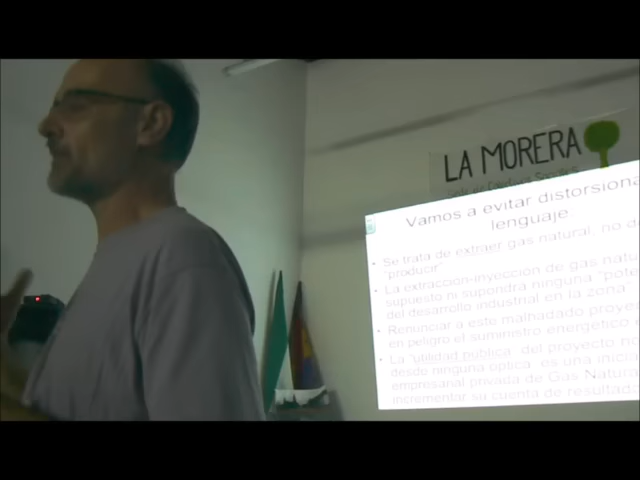 LA MORERA
Vamos a evitar distorsiona
lenguaje
Se trata de extraer gas natural, no de
"producir"
La extracción-inyección de gas natu
supuesto ni supondrá ninguna "pote
del desarrollo industrial en la zona"
Renunciar a este malhadado proye
en peligro el suministro energético
La "utilidad pública" del proyecto no
desde ninguna óptica es una inicia
empresarial privada de Gas Natura
incrementar su cuenta de resultad